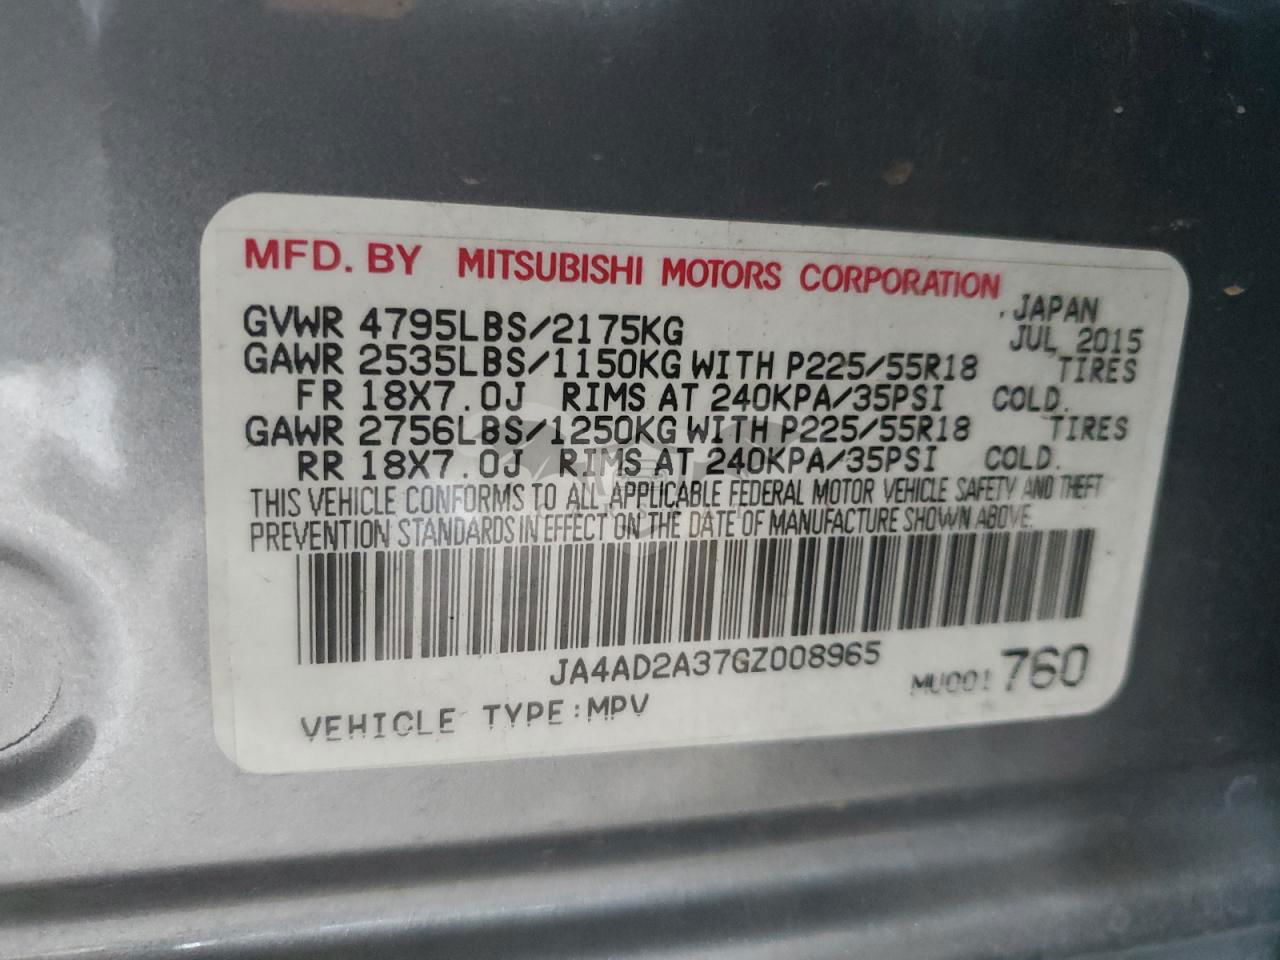 MFD. BY MITSUBISHI MOTORS CORPORATION
JAPAN
GVWR 4795LBS/2175KG JUL 2015
GAWR 2535LBS/1150KG WITH P225/55R18 TIRES
FR 18X7.0J RIMS AT 240KPA/35PSI COLD.
GAWR 2756LBS/1250KG WITH P225/55R18 TIRES
RR 18X7.0J RIMS AT 240KPA/35PSI COLD.
THIS VEHICLE CONFORMS TO ALL APPLICABLE FEDERAL MOTOR VEHICLE SAFETY AND THEFT
PREVENTION STANDARDS IN EFFECT ON THE DATE OF MANUFACTURE SHOWN ABOVE.
JA4AD2A37GZ008965
MU001760
VEHICLE TYPE:MPV